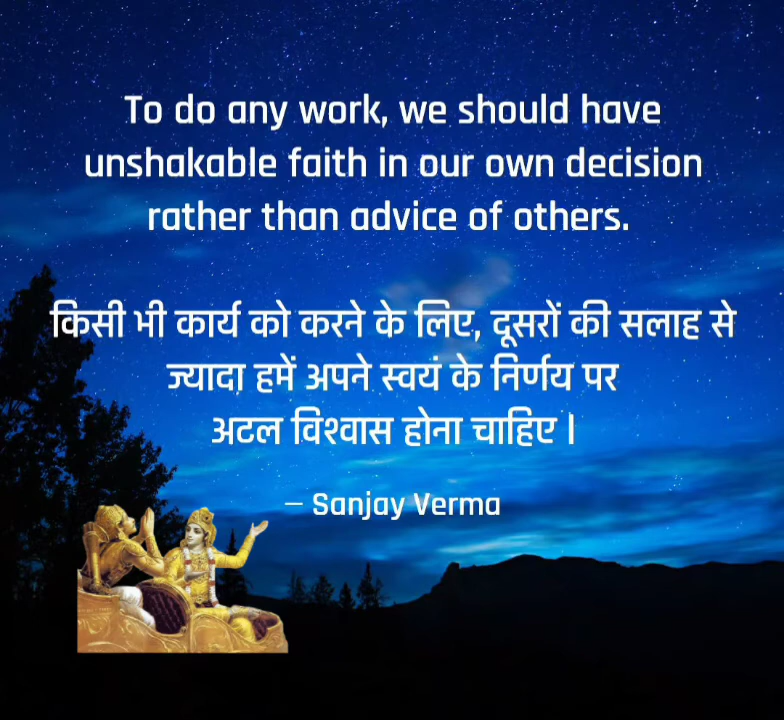 To do any work, we should have
unshakable faith in our own decision
rather than advice of others.
किसी भी कार्य को करने के लिए, दूसरों की सलाह से
ज्यादा हमें अपने स्वयं के निर्णय पर
अटल विश्वास होना चाहिए ।
— Sanjay Verma